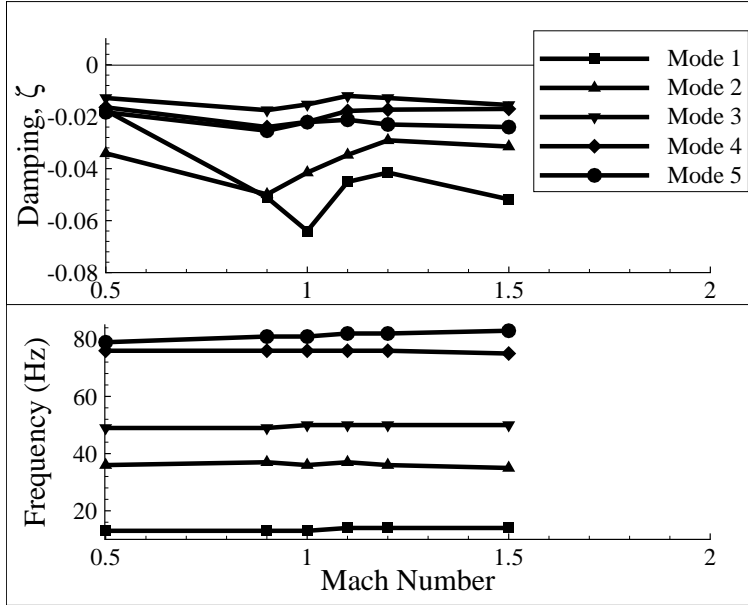 Damping, ζ
0
-0.02
-0.04
-0.06
-0.08
0.5
1
1.5
2
Mode 1
Mode 2
Mode 3
Mode 4
Mode 5
Frequency (Hz)
80
60
40
20
0.5
1
1.5
2
Mach Number